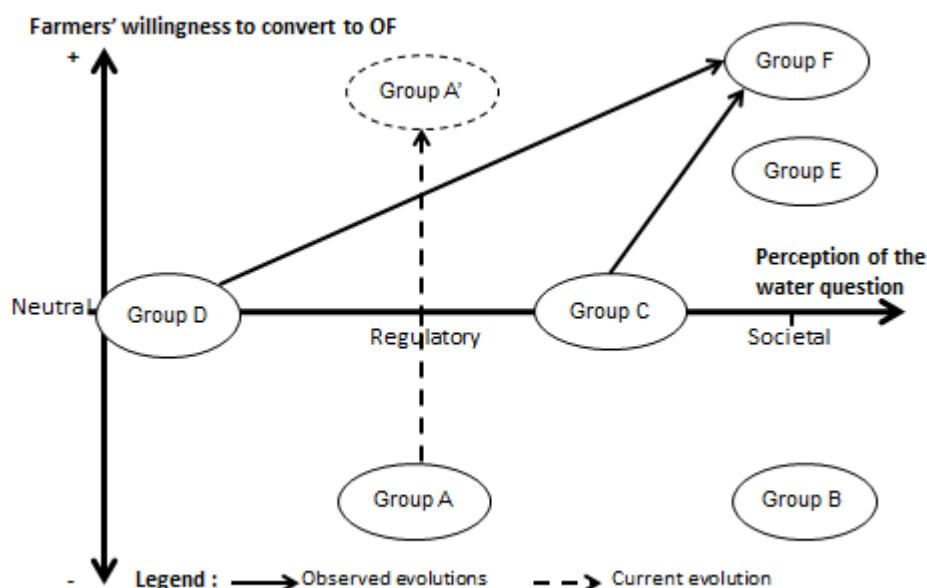 Farmers' willingness to convert to OF
+
Group F
Group A'
Group E
Perception of the
water question
Neutral
Group D
Group C
Regulatory
Societal
Group A
Group B
-
Legend :
Observed evolutions
Current evolution